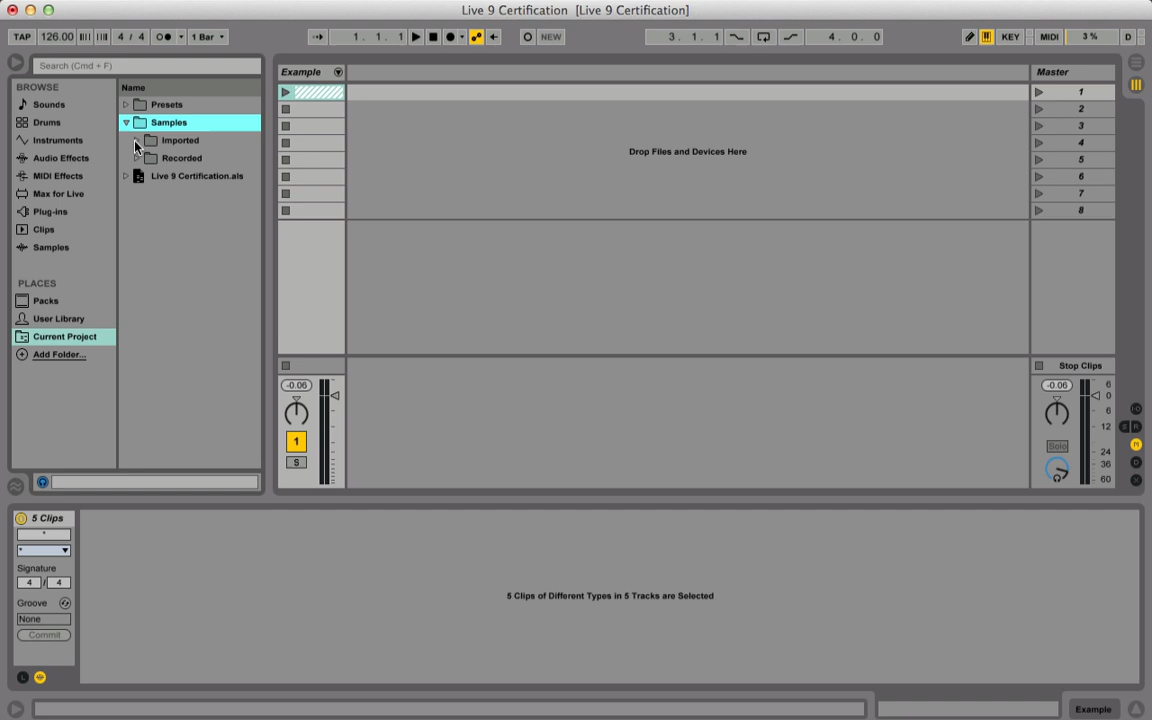 Live 9 Certification  [Live 9 Certification]
TAP 126.00 4 / 4 1 Bar 1. 1. 1 NEW 3. 1. 1 4. 0. 0 KEY MIDI 3 % D
Search (Cmd + F)
BROWSE
Sounds
Drums
Instruments
Audio Effects
MIDI Effects
Max for Live
Plug-ins
Clips
Samples
PLACES
Packs
User Library
Current Project
Add Folder...
Name
Presets
Samples
Imported
Recorded
Live 9 Certification.als
Example
Drop Files and Devices Here
-0.06
1
S
Master
1
2
3
4
5
6
7
8
Stop Clips
-0.06
Solo
6
0
6
12
24
36
60
R
M
D
X
5 Clips
*
*
Signature
4 / 4
Groove
None
Commit
L
5 Clips of Different Types in 5 Tracks are Selected
Example